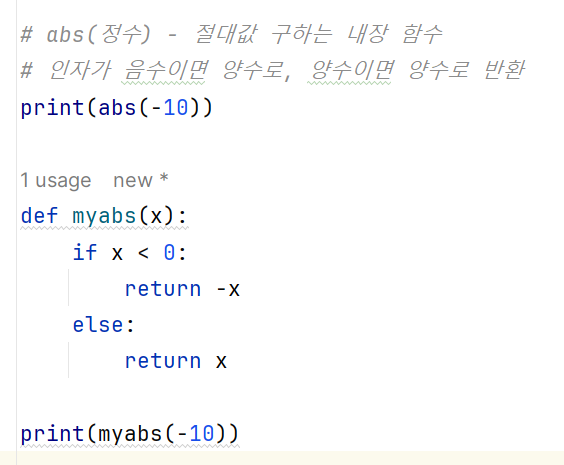 # abs(정수) - 절대값 구하는 내장 함수
# 인자가 음수이면 양수로, 양수이면 양수로 반환
print(abs(-10))
1 usage new *
def myabs(x):
    if x < 0:
        return -x
    else:
        return x
print(myabs(-10))